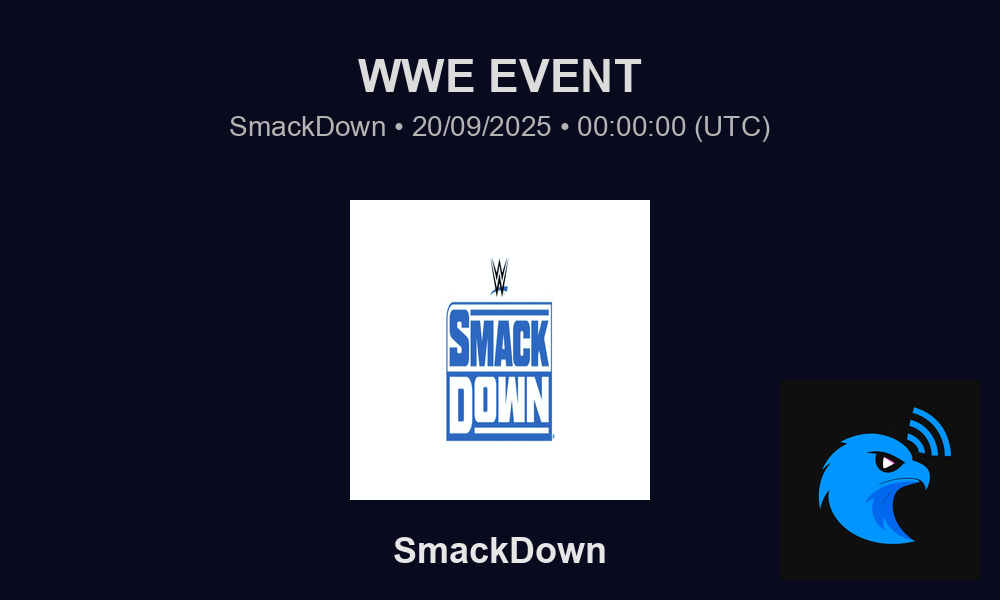 WWE EVENT
SmackDown • 20/09/2025 • 00:00:00 (UTC)
W
SMACK
DOWN
SmackDown